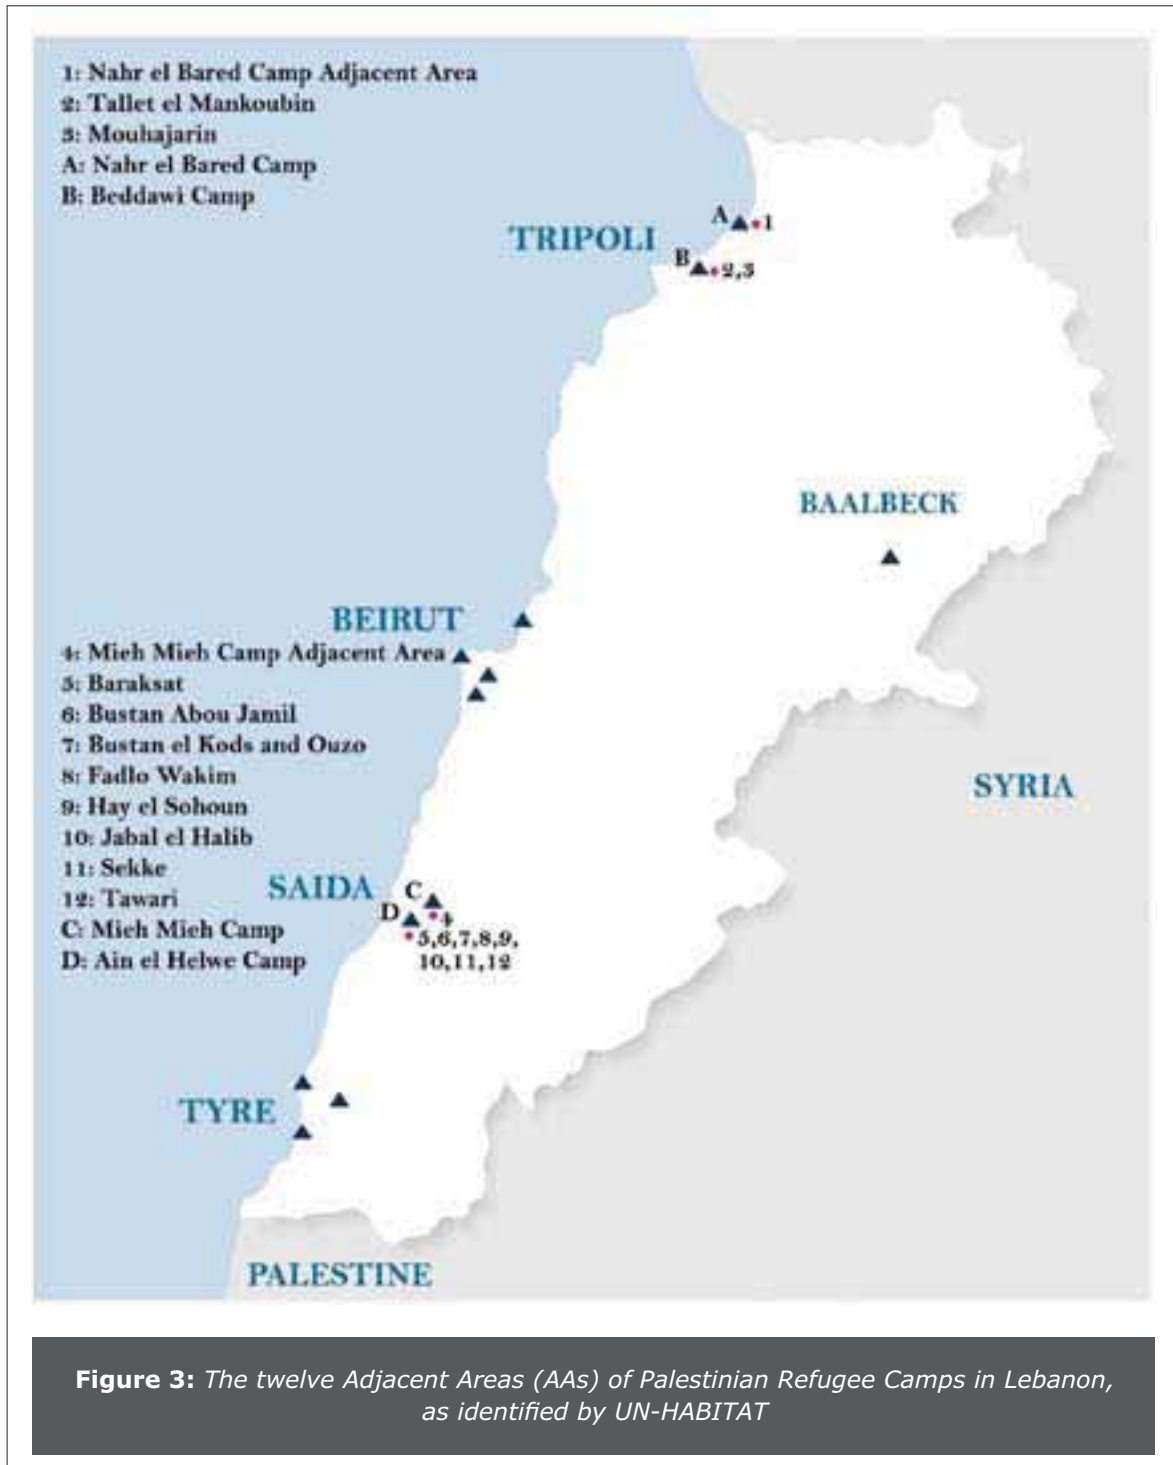 1: Nahr el Bared Camp Adjacent Area
2: Tallet el Mankoubin
3: Mouhajarin
A: Nahr el Bared Camp
B: Beddawi Camp
A 1
TRIPOLI
B 2,3
BAALBECK
BEIRUT
4: Mieh Mieh Camp Adjacent Area
5: Baraksat
6: Bustan Abou Jamil
7: Bustan el Kods and Ouzo
8: Fadlo Wakim
9: Hay el Sohoun
10: Jabal el Halib
11: Sekke
12: Tawari
C: Mieh Mieh Camp
D: Ain el Helwe Camp
SYRIA
SAIDA
C
D 4
5,6,7,8,9,
10,11,12
TYRE
PALESTINE
Figure 3: The twelve Adjacent Areas (AAs) of Palestinian Refugee Camps in Lebanon,
as identified by UN-HABITAT